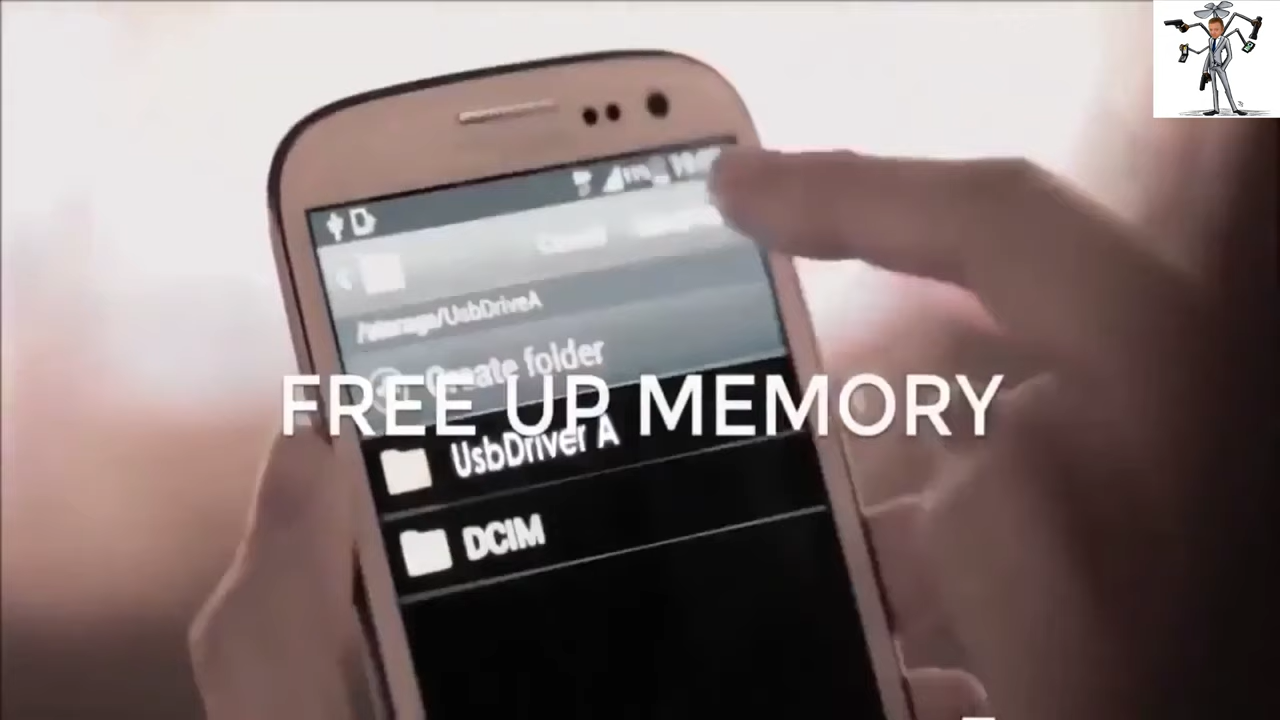 /storage/UsbDriveA
Create folder
FREE UP MEMORY
UsbDriver A
DCIM